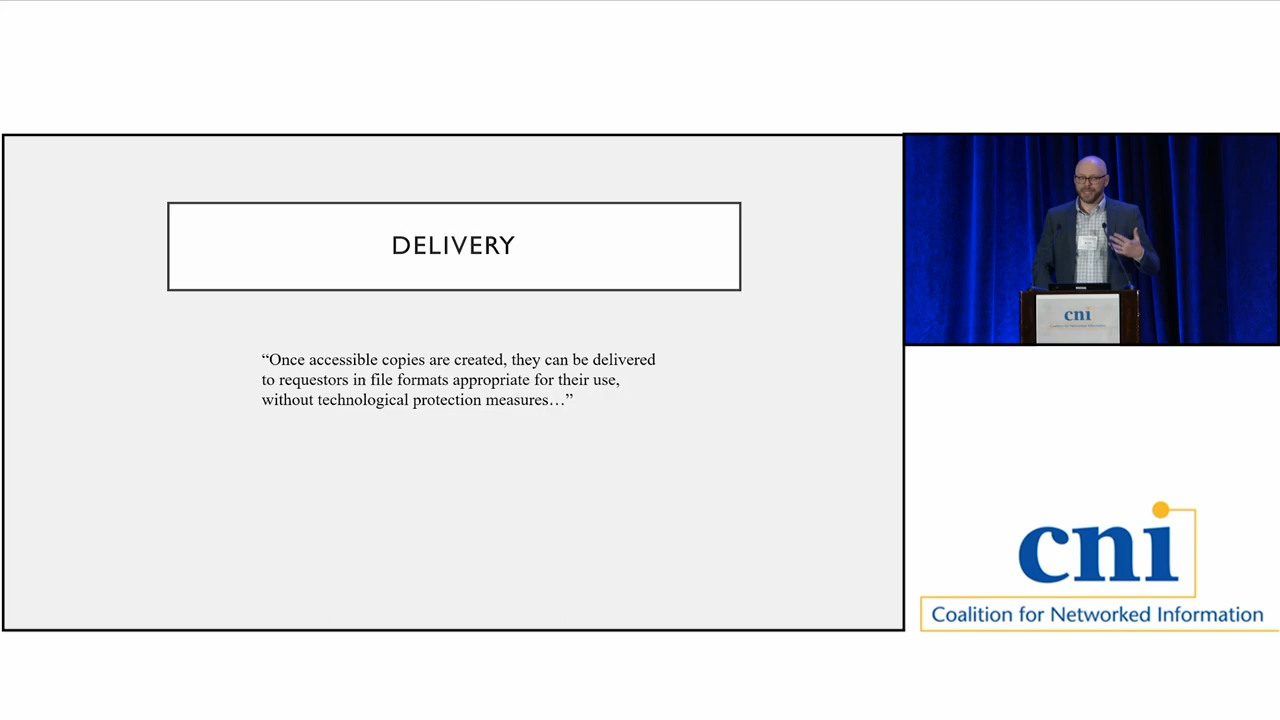 DELIVERY
“Once accessible copies are created, they can be delivered
to requestors in file formats appropriate for their use,
without technological protection measures…”
cni
cni
Coalition for Networked Information